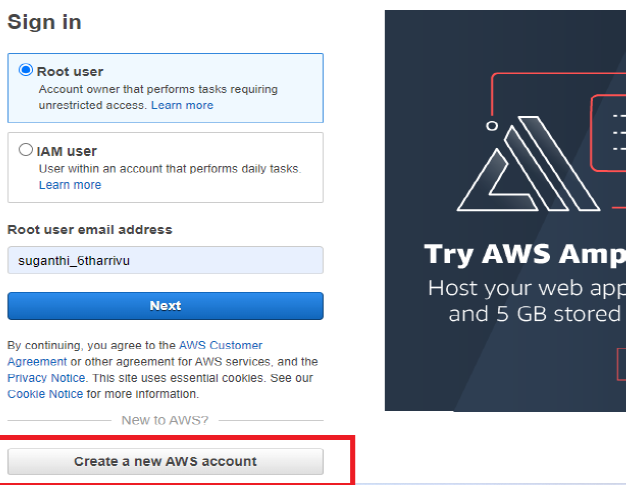 Sign in
Root user
Account owner that performs tasks requiring
unrestricted access. Learn more
IAM user
User within an account that performs daily tasks.
Learn more
Root user email address
suganthi_6tharrivu
Next
By continuing, you agree to the AWS Customer
Agreement or other agreement for AWS services, and the
Privacy Notice. This site uses essential cookies. See our
Cookie Notice for more information.
New to AWS?
Create a new AWS account
Try AWS Amp
Host your web app
and 5 GB stored